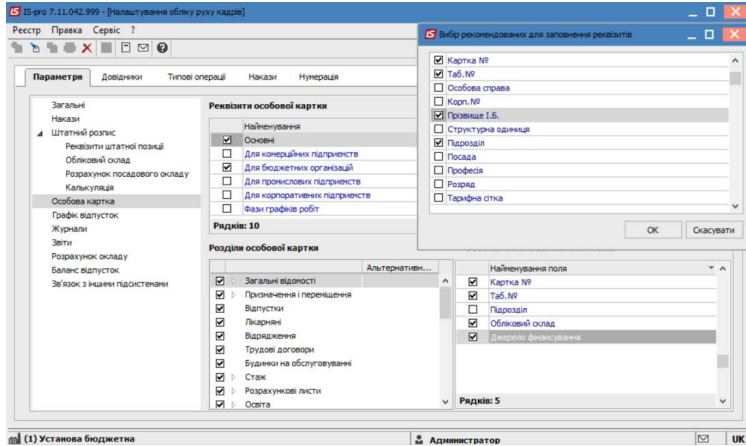 IS-pro 7.11.042.999 - [Налаштування обліку руху кадрів]
Реєстр Правка Сервіс ?
Параметри Довідники Типові операції Накази Нумерація
Загальні
Накази
Штатний розпис
Реквізити штатної позиції
Обліковий склад
Розрахунок посадового окладу
Калькуляція
Особова картка
Графік відпусток
Журнали
Звіти
Розрахунок окладу
Баланс відпусток
Зв'язок з іншими підсистемами
Реквізити особової картки
Найменування
Основні
Для комерційних підприємств
Для бюджетних організацій
Для промислових підприємств
Для корпоративних підприємств
Фази графіків робіт
Рядків: 10
Розділи особової картки
Альтернативн...
Загальні відомості
Призначення і переміщення
Відпустки
Лікарняні
Відрядження
Трудові договори
Будинки на обслуговуванні
Стаж
Розрахункові листи
Освіта
Вибір рекомендованих для заповнення реквізитів
Картка №
Таб.№
Особова справа
Корп.№
Прізвище І.Б.
Структурна одиниця
Підрозділ
Посада
Професія
Розряд
Тарифна сітка
ОК Скасувати
Найменування поля
Картка №
Таб.№
Підрозділ
Обліковий склад
Джерело фінансування
Рядків: 5
(1) Установа бюджетна Администратор UK